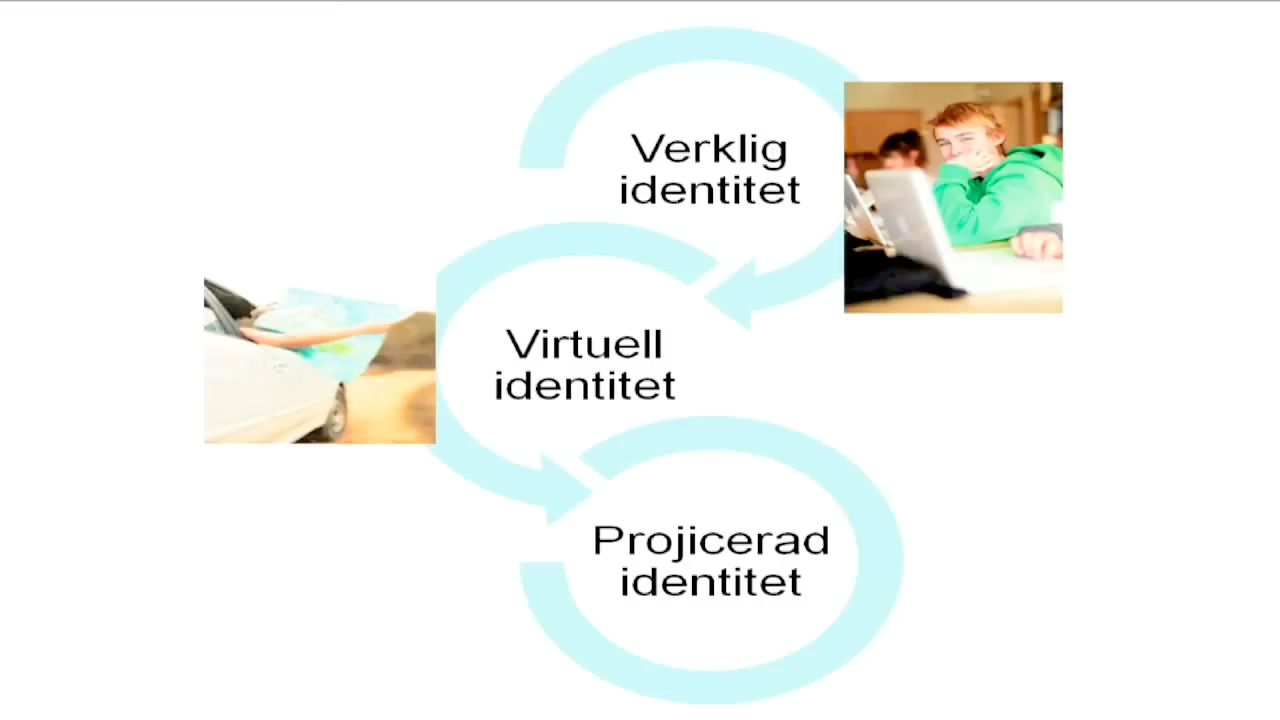 Verklig
identitet
Virtuell
identitet
Projicerad
identitet